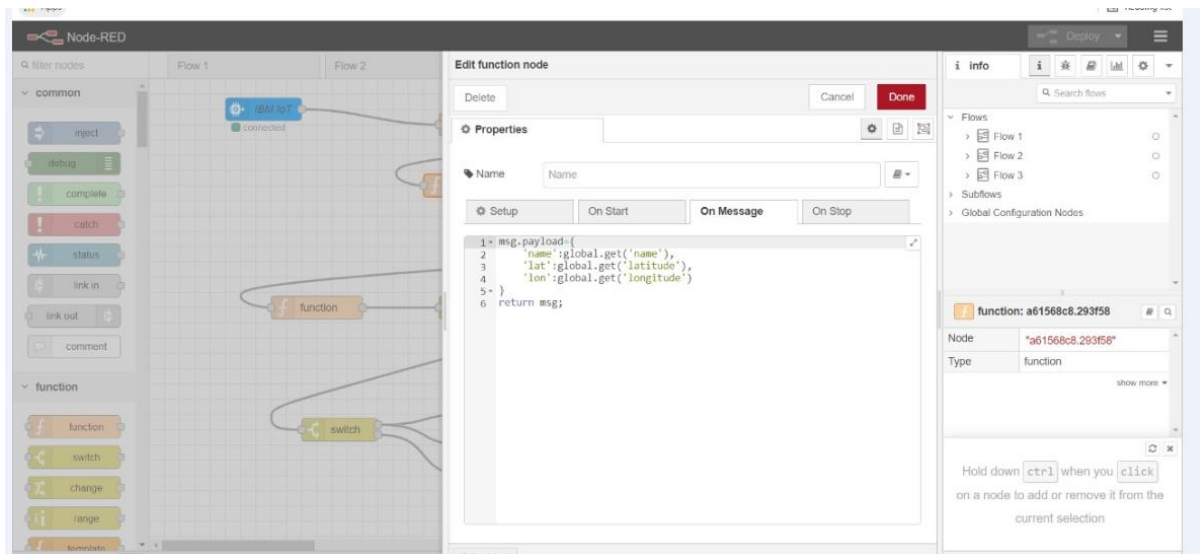 Node-RED
Deploy
filter nodes
common
inject
debug
complete
catch
status
link in
link out
comment
function
function
switch
change
range
template
Flow 1
Flow 2
IBM IoT
connected
function
switch
Edit function node
Delete
Cancel
Done
Properties
Name
Name
Setup
On Start
On Message
On Stop
1 msg.payload={
2 'name':global.get('name'),
3 'lat':global.get('latitude'),
4 'lon':global.get('longitude')
5 }
6 return msg;
i info
Search flows
Flows
Flow 1
Flow 2
Flow 3
Subflows
Global Configuration Nodes
function: a61568c8.293f58
Node "a61568c8.293f58"
Type function
show more
Hold down ctrl when you click
on a node to add or remove it from the
current selection